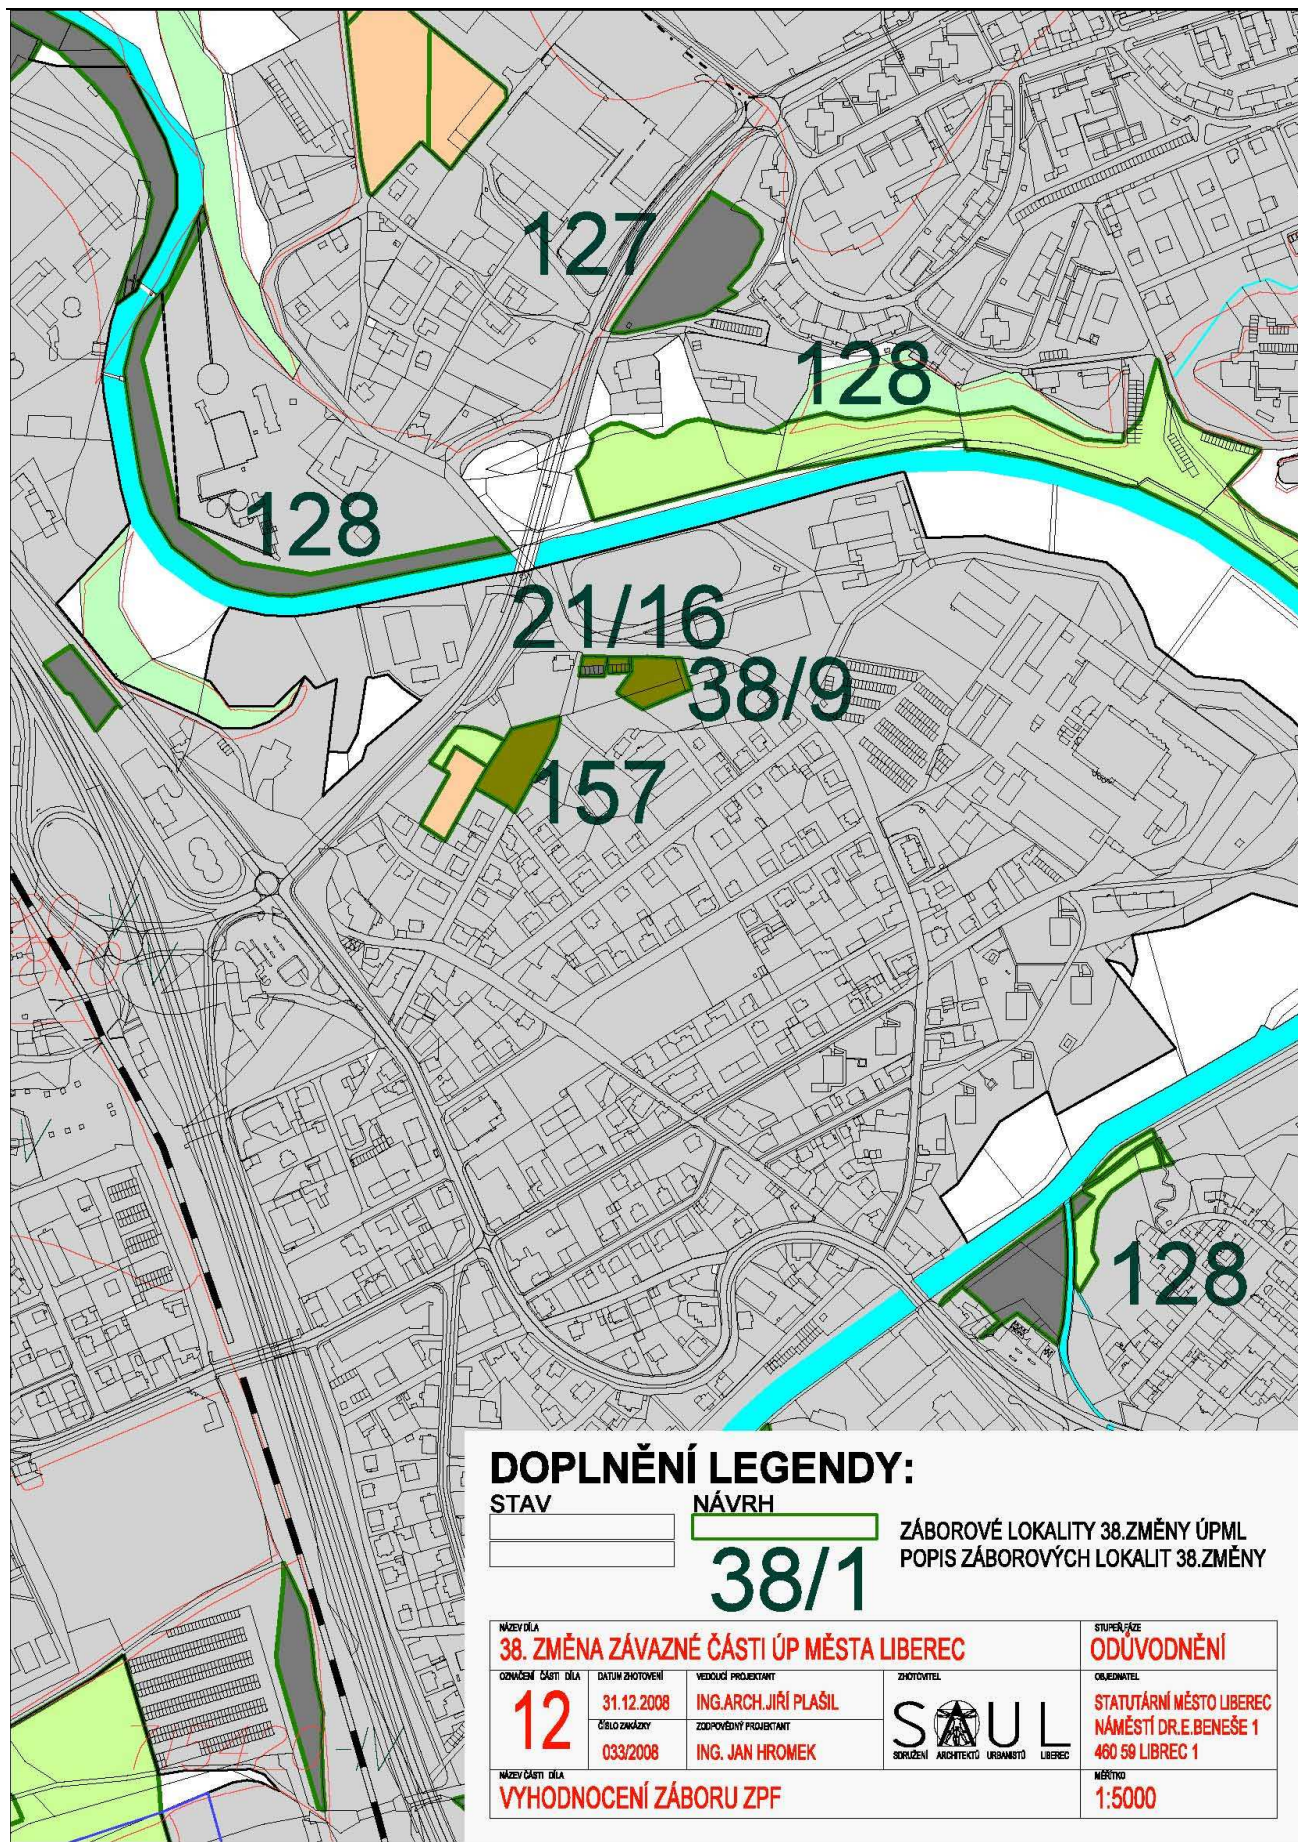 127
128
128
21/16
38/9
157
128
DOPLNĚNÍ LEGENDY:
STAV NÁVRH
ZÁBOROVÉ LOKALITY 38.ZMĚNY ÚPML
38/1 POPIS ZÁBOROVÝCH LOKALIT 38.ZMĚNY
NÁZEV DÍLA
38. ZMĚNA ZÁVAZNÉ ČÁSTI ÚP MĚSTA LIBEREC
STUPEŇ,FÁZE
ODŮVODNĚNÍ
OZNAČENÍ ČÁSTI DÍLA
12
DATUM ZHOTOVENÍ
31.12.2008
ČÍSLO ZAKÁZKY
033/2008
VEDOUCÍ PROJEKTANT
ING.ARCH.JIŘÍ PLAŠIL
ZODPOVĚDNÝ PROJEKTANT
ING. JAN HROMEK
ZHOTOVITEL
SAUL
SDRUŽENÍ ARCHITEKTŮ URBANISTŮ LIBEREC
OBJEDNATEL
STATUTÁRNÍ MĚSTO LIBEREC
NÁMĚSTÍ DR.E.BENEŠE 1
460 59 LIBREC 1
NÁZEV ČÁSTI DÍLA
VYHODNOCENÍ ZÁBORU ZPF
MĚŘÍTKO
1:5000